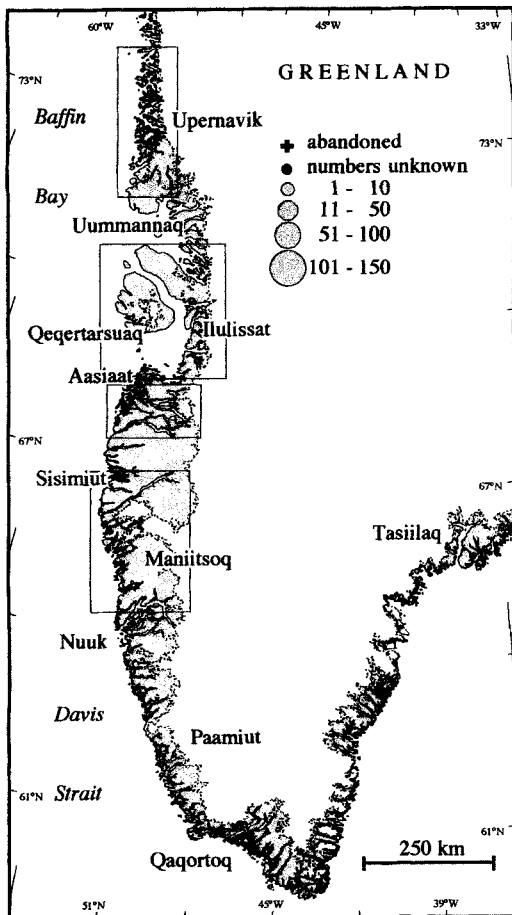 60°W
45°W
33°W
73°N
GREENLAND
Baffin
Upernavik
73°N
abandoned
numbers unknown
1 - 10
11 - 50
51 - 100
101 - 150
Bay
Uummannaq
Qeqertarsuaq
Ilulissat
Aasiaat
67°N
Sisimiut
67°N
Tasiilaq
Maniitsoq
Nuuk
Davis
Paamiut
61°N
Strait
61°N
250 km
Qaqortoq
51°N
45°W
39°W